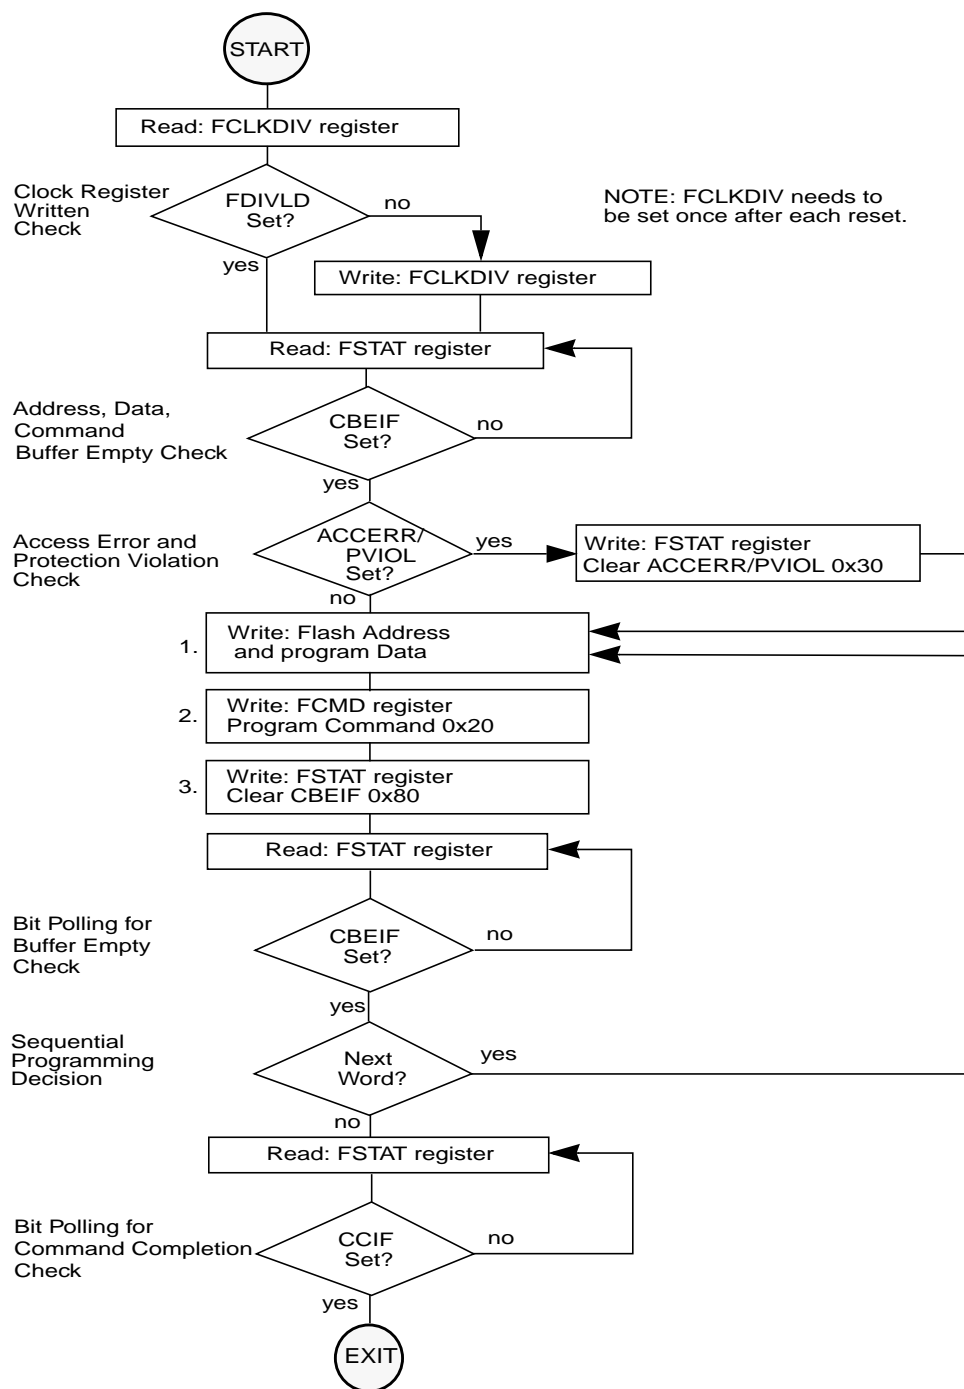 START
Read: FCLKDIV register
Clock Register
Written
Check
FDIVLD
Set?
no
yes
NOTE: FCLKDIV needs to
be set once after each reset.
Write: FCLKDIV register
Read: FSTAT register
Address, Data,
Command
Buffer Empty Check
CBEIF
Set?
no
yes
Access Error and
Protection Violation
Check
ACCERR/
PVIOL
Set?
yes
no
Write: FSTAT register
Clear ACCERR/PVIOL 0x30
1.
Write: Flash Address
and program Data
2.
Write: FCMD register
Program Command 0x20
3.
Write: FSTAT register
Clear CBEIF 0x80
Read: FSTAT register
Bit Polling for
Buffer Empty
Check
CBEIF
Set?
no
yes
Sequential
Programming
Decision
Next
Word?
yes
no
Read: FSTAT register
Bit Polling for
Command Completion
Check
CCIF
Set?
no
yes
EXIT